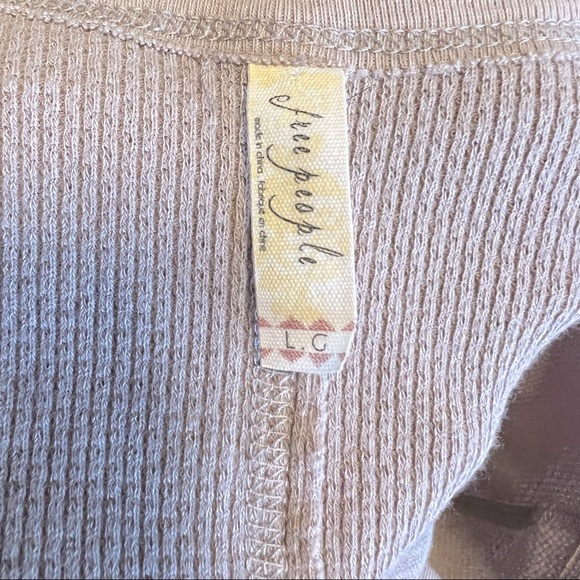 free people
made in china fabriqué en chine
L.G